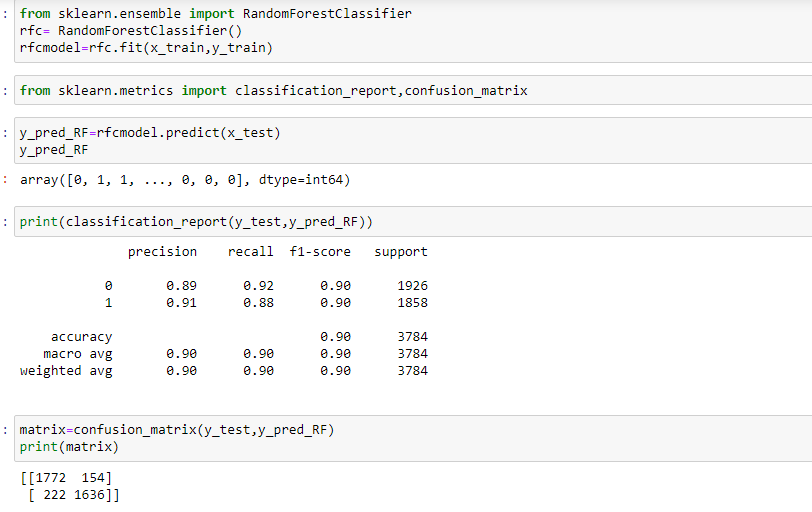 : from sklearn.ensemble import RandomForestClassifier
rfc= RandomForestClassifier()
rfcmodel=rfc.fit(x_train,y_train)
: from sklearn.metrics import classification_report,confusion_matrix
: y_pred_RF=rfcmodel.predict(x_test)
y_pred_RF
: array([0, 1, 1, ..., 0, 0, 0], dtype=int64)
: print(classification_report(y_test,y_pred_RF))
precision recall f1-score support
0 0.89 0.92 0.90 1926
1 0.91 0.88 0.90 1858
accuracy 0.90 3784
macro avg 0.90 0.90 0.90 3784
weighted avg 0.90 0.90 0.90 3784
: matrix=confusion_matrix(y_test,y_pred_RF)
print(matrix)
[[1772 154]
[ 222 1636]]